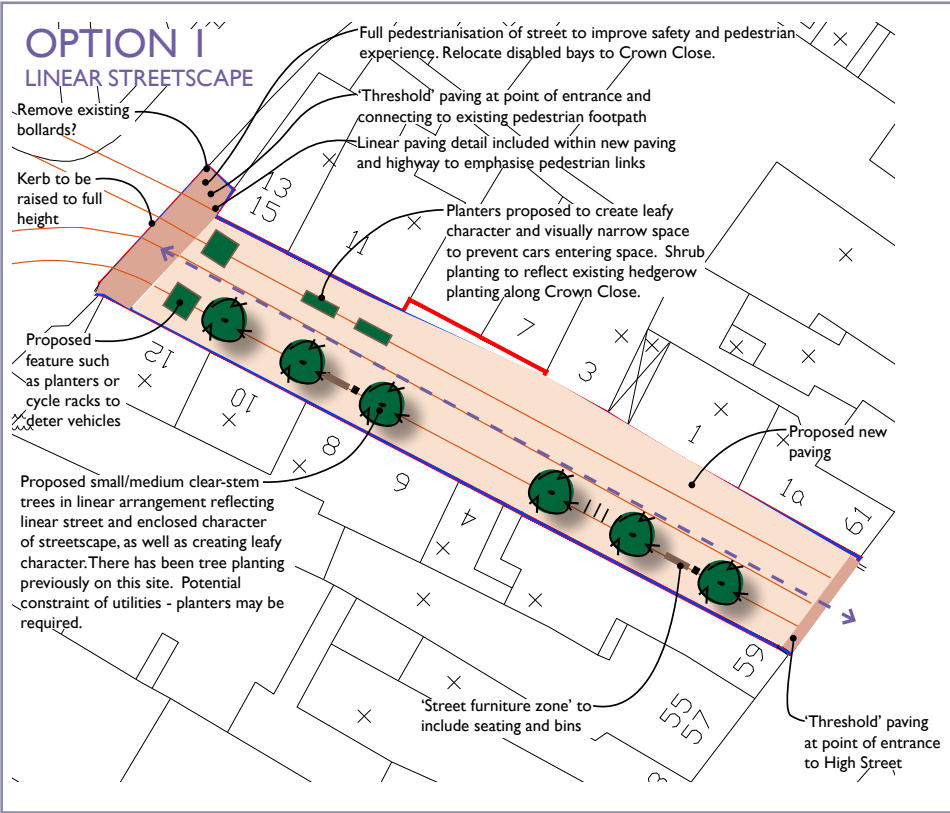 OPTION 1
LINEAR STREETSCAPE
Full pedestrianisation of street to improve safety and pedestrian
experience. Relocate disabled bays to Crown Close.
Remove existing
bollards?
'Threshold' paving at point of entrance and
connecting to existing pedestrian footpath
Linear paving detail included within new paving
and highway to emphasise pedestrian links
Kerb to be
raised to full
height
Planters proposed to create leafy
character and visually narrow space
to prevent cars entering space. Shrub
planting to reflect existing hedgerow
planting along Crown Close.
13
15
11
7
3
1
1a
61
Proposed
feature such
as planters or
cycle racks to
deter vehicles
12
10
8
6
4
Proposed new
paving
Proposed small/medium clear-stem
trees in linear arrangement reflecting
linear street and enclosed character
of streetscape, as well as creating leafy
character. There has been tree planting
previously on this site. Potential
constraint of utilities - planters may be
required.
'Street furniture zone' to
include seating and bins
59
55
57
'Threshold' paving
at point of entrance
to High Street